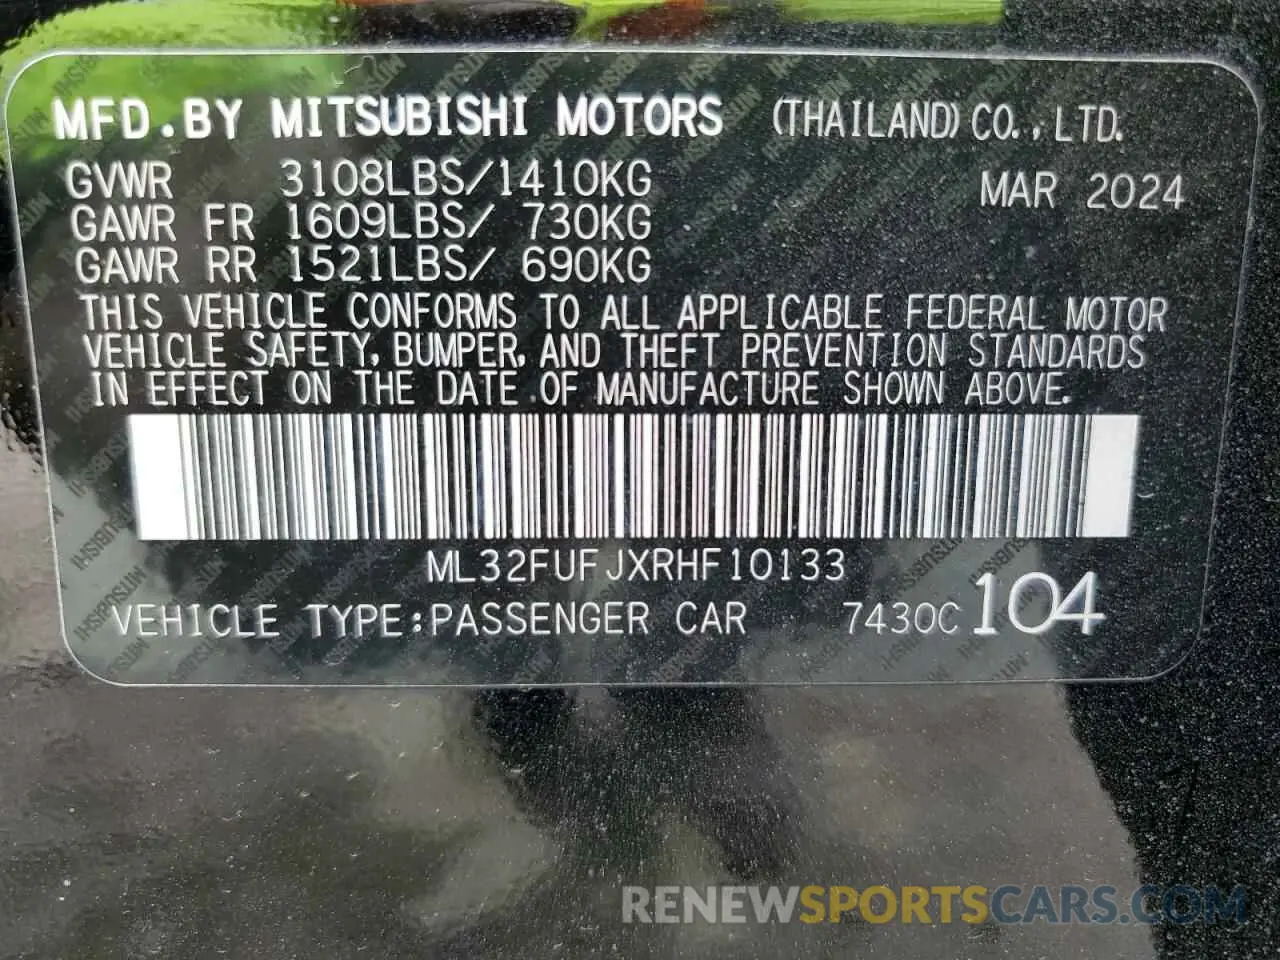 MFD.BY MITSUBISHI MOTORS (THAILAND) CO., LTD.
GVWR 3108LBS/1410KG MAR 2024
GAWR FR 1609LBS/ 730KG
GAWR RR 1521LBS/ 690KG
THIS VEHICLE CONFORMS TO ALL APPLICABLE FEDERAL MOTOR
VEHICLE SAFETY, BUMPER, AND THEFT PREVENTION STANDARDS
IN EFFECT ON THE DATE OF MANUFACTURE SHOWN ABOVE.
ML32FUFJXRHF10133
VEHICLE TYPE:PASSENGER CAR 7430C 104
RENEWSPORTSCARS.COM